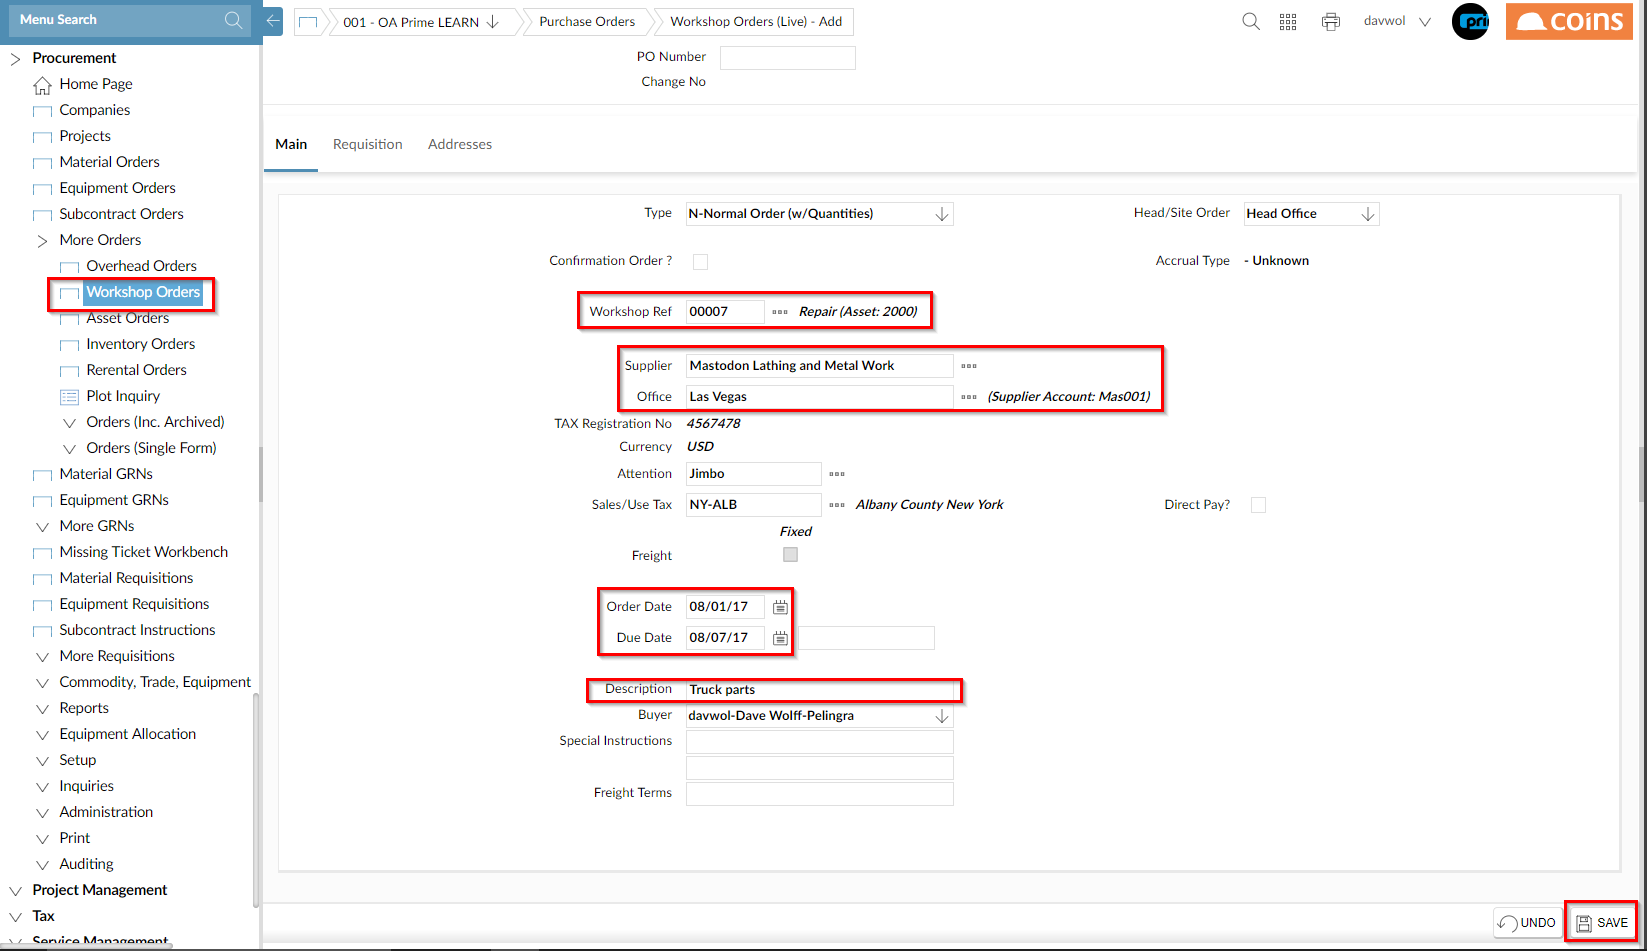 Menu Search
001 - OA Prime LEARN
Purchase Orders
Workshop Orders (Live) - Add
davwol
pri
coins
Procurement
Home Page
Companies
Projects
Material Orders
Equipment Orders
Subcontract Orders
More Orders
Overhead Orders
Workshop Orders
Asset Orders
Inventory Orders
Rerental Orders
Plot Inquiry
Orders (Inc. Archived)
Orders (Single Form)
Material GRNs
Equipment GRNs
More GRNs
Missing Ticket Workbench
Material Requisitions
Equipment Requisitions
Subcontract Instructions
More Requisitions
Commodity, Trade, Equipment
Reports
Equipment Allocation
Setup
Inquiries
Administration
Print
Auditing
Project Management
Tax
Service Management
PO Number
Change No
Main Requisition Addresses
Type N-Normal Order (w/Quantities) Head/Site Order Head Office
Confirmation Order ? Accrual Type - Unknown
Workshop Ref 00007 Repair (Asset: 2000)
Supplier Mastodon Lathing and Metal Work
Office Las Vegas (Supplier Account: Mas001)
TAX Registration No 4567478
Currency USD
Attention Jimbo
Sales/Use Tax NY-ALB Albany County New York Direct Pay?
Fixed
Freight
Order Date 08/01/17
Due Date 08/07/17
Description Truck parts
Buyer davwol-Dave Wolff-Pelingra
Special Instructions
Freight Terms
UNDO SAVE